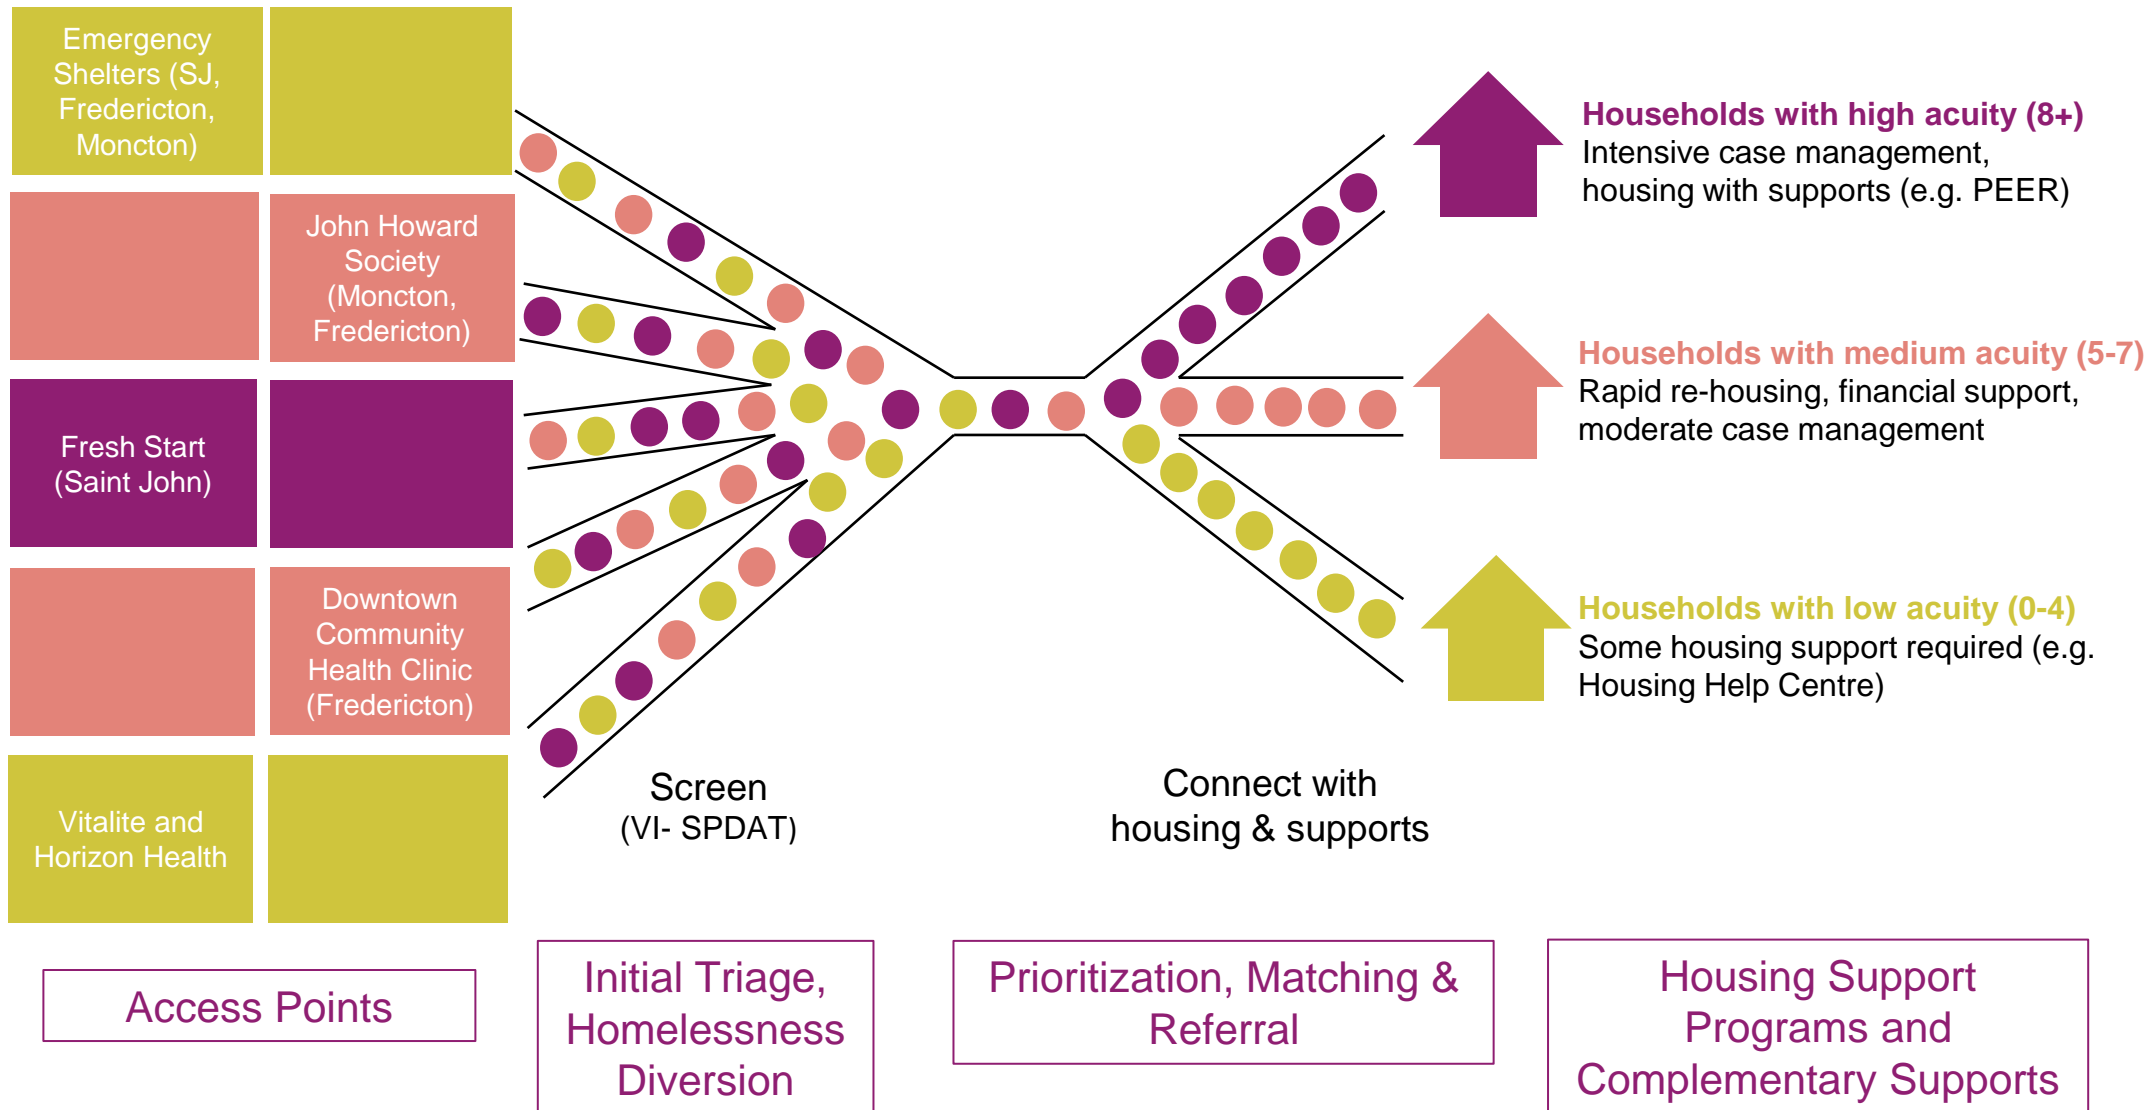 Emergency
Shelters (SJ,
Fredericton,
Moncton)
John Howard
Society
(Moncton,
Fredericton)
Fresh Start
(Saint John)
Downtown
Community
Health Clinic
(Fredericton)
Vitalite and
Horizon Health
Screen
(VI- SPDAT)
Connect with
housing & supports
Households with high acuity (8+)
Intensive case management,
housing with supports (e.g. PEER)
Households with medium acuity (5-7)
Rapid re-housing, financial support,
moderate case management
Households with low acuity (0-4)
Some housing support required (e.g.
Housing Help Centre)
Access Points
Initial Triage,
Homelessness
Diversion
Prioritization, Matching &
Referral
Housing Support
Programs and
Complementary Supports